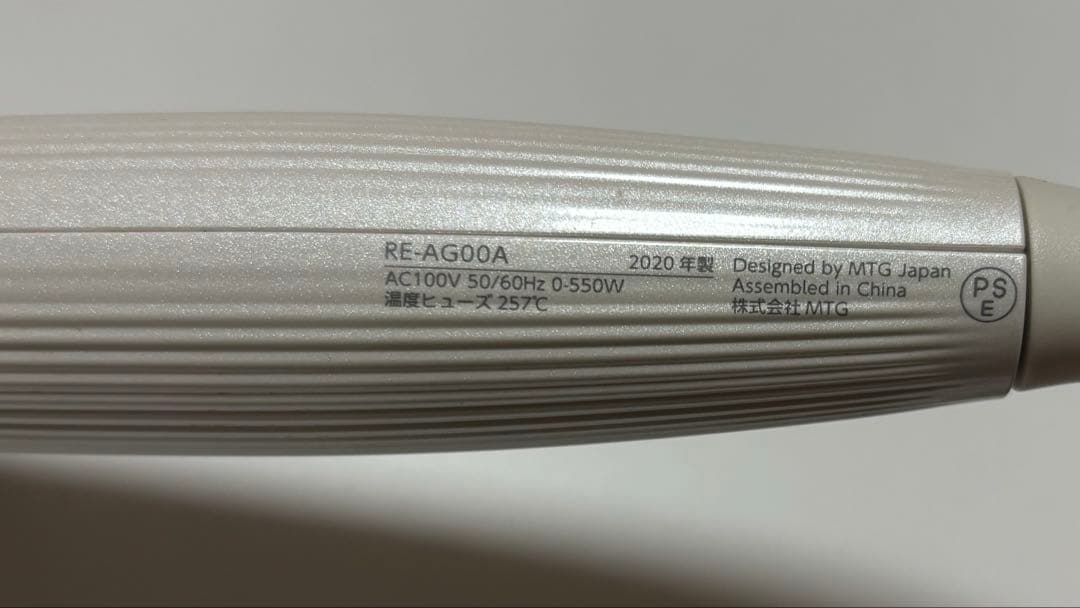 RE-AG00A
2020 年製
AC100V 50/60Hz 0-550W
温度ヒューズ 257℃
Designed by MTG Japan
Assembled in China
株式会社 MTG
PS
E